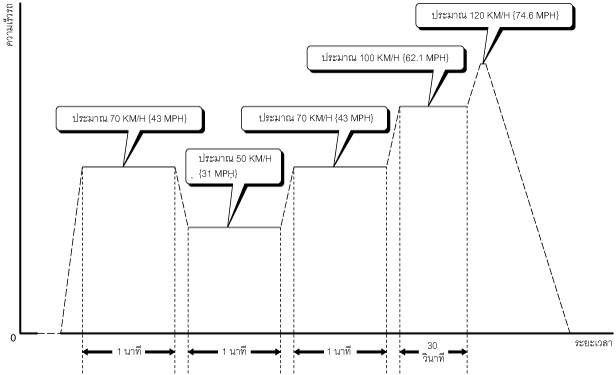 ความเร็วรถ
ประมาณ 120 KM/H {74.6 MPH}
ประมาณ 100 KM/H {62.1 MPH}
ประมาณ 70 KM/H {43 MPH}
ประมาณ 70 KM/H {43 MPH}
ประมาณ 50 KM/H
{31 MPH}
0
ระยะเวลา
1 นาที
1 นาที
1 นาที
30
วินาที